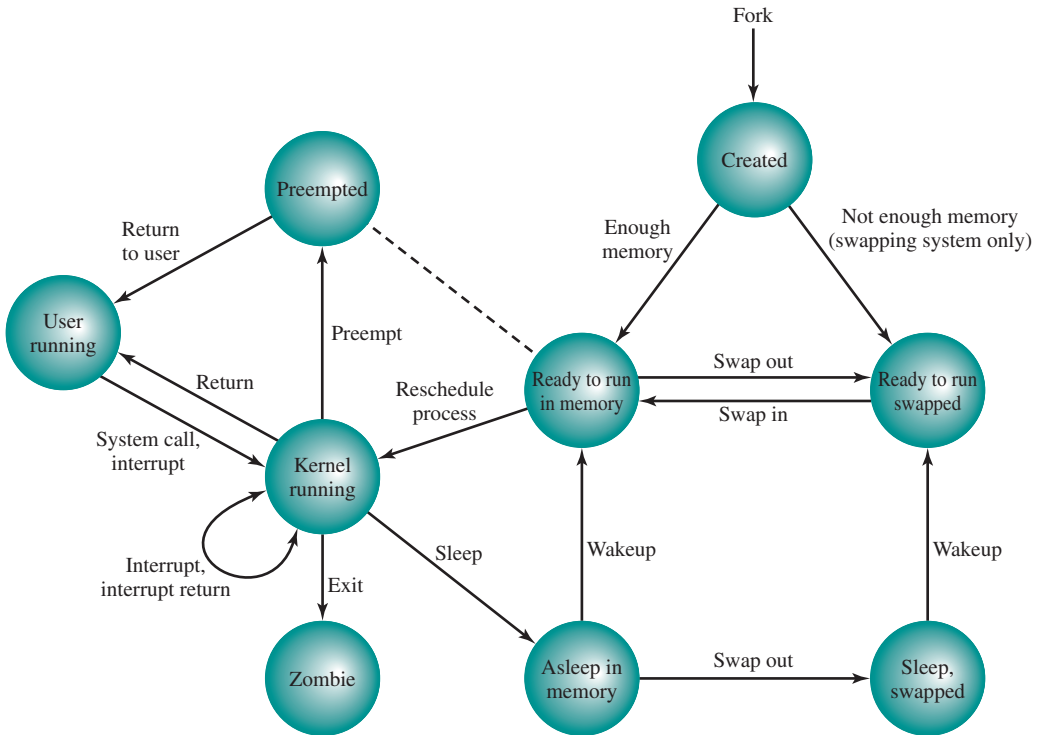 Fork
Created
Preempted
Return
to user
Enough
memory
Not enough memory
(swapping system only)
User
running
Preempt
Return
Reschedule
process
Ready to run
in memory
Swap out
Swap in
Ready to run
swapped
System call,
interrupt
Kernel
running
Interrupt,
interrupt return
Sleep
Wakeup
Wakeup
Exit
Zombie
Asleep in
memory
Swap out
Sleep,
swapped